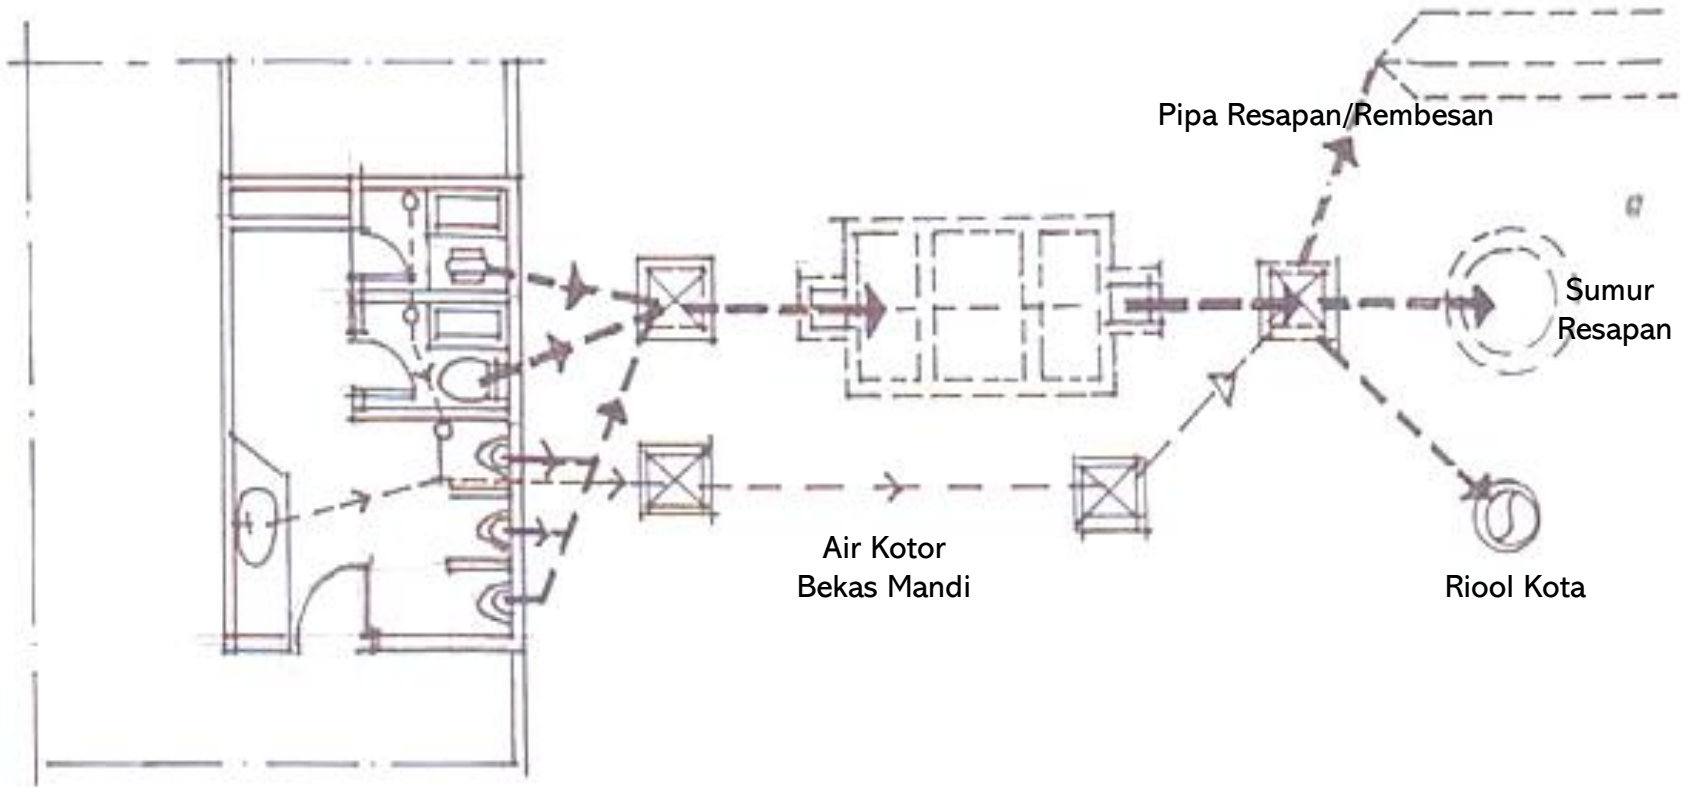 Pipa Resapan/Rembesan
Sumur
Resapan
Air Kotor
Bekas Mandi
Riool Kota